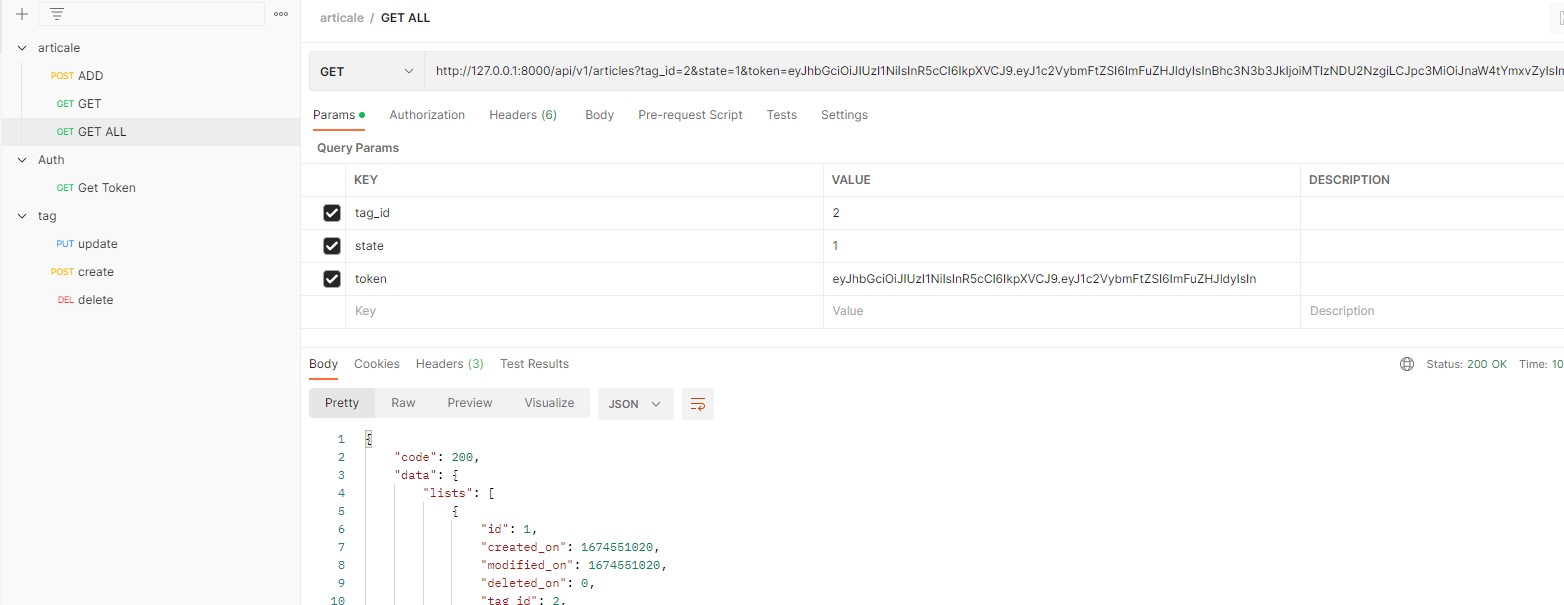 articale / GET ALL
articale
POST ADD
GET GET
GET GET ALL
Auth
GET Get Token
tag
PUT update
POST create
DEL delete
GET
http://127.0.0.1:8000/api/v1/articles?tag_id=2&state=1&token=eyJhbGciOiJIUzI1NiIsInR5cCI6IkpXVCJ9.eyJ1c2VybmFtZSI6ImFuZHJldyIsInBhc3N3b3JkIjoiMTIzNDU2NzgiLCJpc3MiOiJnaW4tYmxvZyIsIm
Params Authorization Headers (6) Body Pre-request Script Tests Settings
Query Params
KEY VALUE DESCRIPTION
tag_id 2
state 1
token eyJhbGciOiJIUzI1NiIsInR5cCI6IkpXVCJ9.eyJ1c2VybmFtZSI6ImFuZHJldyIsIn
Key Value Description
Body Cookies Headers (3) Test Results Status: 200 OK Time: 10
Pretty Raw Preview Visualize JSON
1 {
2 "code": 200,
3 "data": {
4 "lists": [
5 {
6 "id": 1,
7 "created_on": 1674551020,
8 "modified_on": 1674551020,
9 "deleted_on": 0,
10 "tag_id": 2,